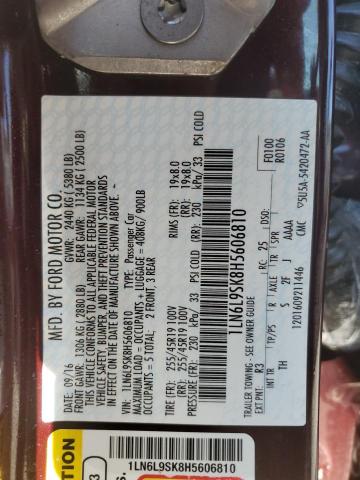 MFD. BY FORD MOTOR CO.
DATE: 09/16
GVWR: 2440 KG (5380 LB)
FRONT GAWR: 1306 KG (2880 LB)
REAR GAWR: 1134 KG (2500 LB)
THIS VEHICLE CONFORMS TO ALL APPLICABLE FEDERAL MOTOR
VEHICLE SAFETY, BUMPER, AND THEFT PREVENTION STANDARDS
IN EFFECT ON THE DATE OF MANUFACTURE SHOWN ABOVE.
VIN: 1LN6L9SK8H5606810
TYPE: Passenger Car
MAXIMUM LOAD = OCCUPANTS + LUGGAGE = 408KG/ 900LB
OCCUPANTS = 5 TOTAL: 2 FRONT, 3 REAR
TIRE (FR): 255/45R19 100V
RIMS (FR): 19x8.0
TIRE (RR): 255/45R19 100V
RIMS (RR): 19x8.0
PRESSURE (FR): 230 kPa/ 33 PSI COLD
PRESSURE (RR): 230 kPa/ 33 PSI COLD
1LN6L9SK8H5606810
TRAILER TOWING - SEE OWNER GUIDE
F0100
R0106
EXT PNT: R3
RC: 25
DSO:
INT TR
TP/PS
R
AXLE
TR
SPR
TH
S
2F
J
AAAA
1201609211446
CMC
▽5U5A-5420472-AA
1LN6L9SK8H5606810